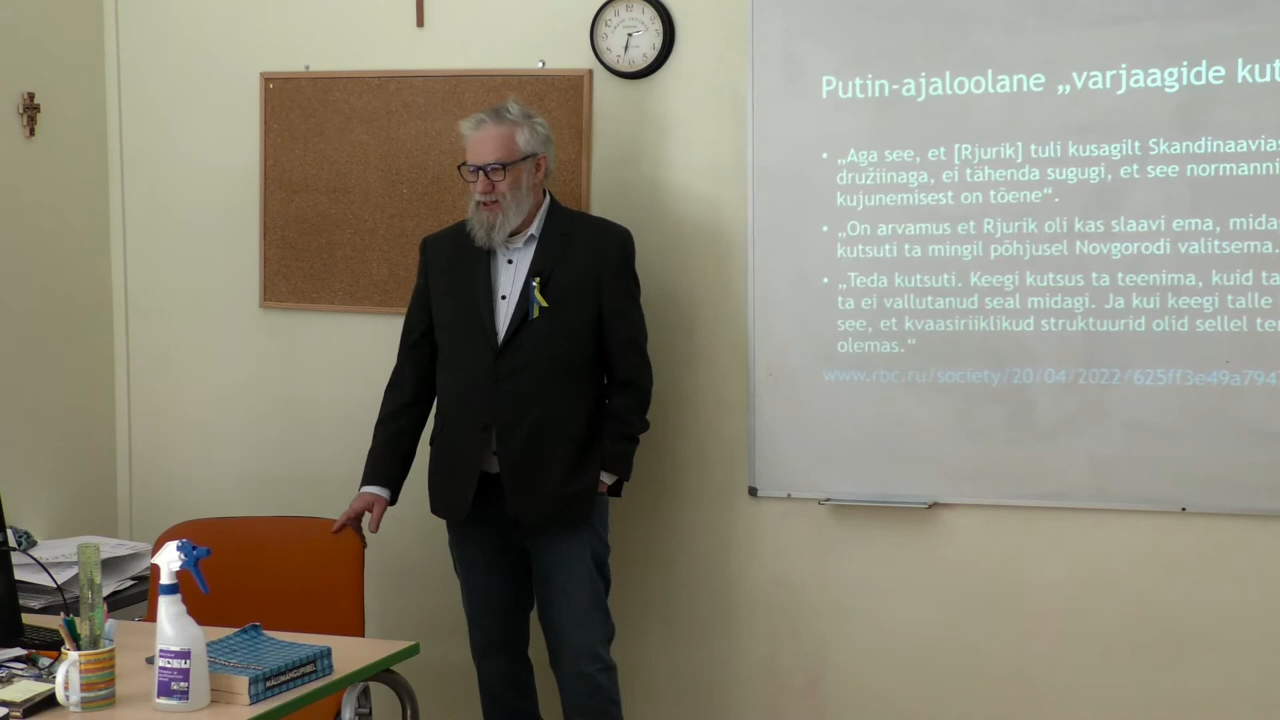 Putin-ajaloolane „varjaagide kut
• „Aga see, et [Rjurik] tuli kusagilt Skandinaavias
družiinaga, ei tähenda sugugi, et see normanni
kujunemisest on tõene“.
• „On arvamus et Rjurik oli kas slaavi ema, mida
kutsuti ta mingil põhjusel Novgorodi valitsema.
• „Teda kutsuti. Keegi kutsus ta teenima, kuid ta
ta ei vallutanud seal midagi. Ja kui keegi talle
see, et kvaasiriiklikud struktuurid olid sellel ter
olemas.“
www.rbc.ru/society/20/04/2022/625ff3e49a794
MÄLUMÄNGUPIIBEL